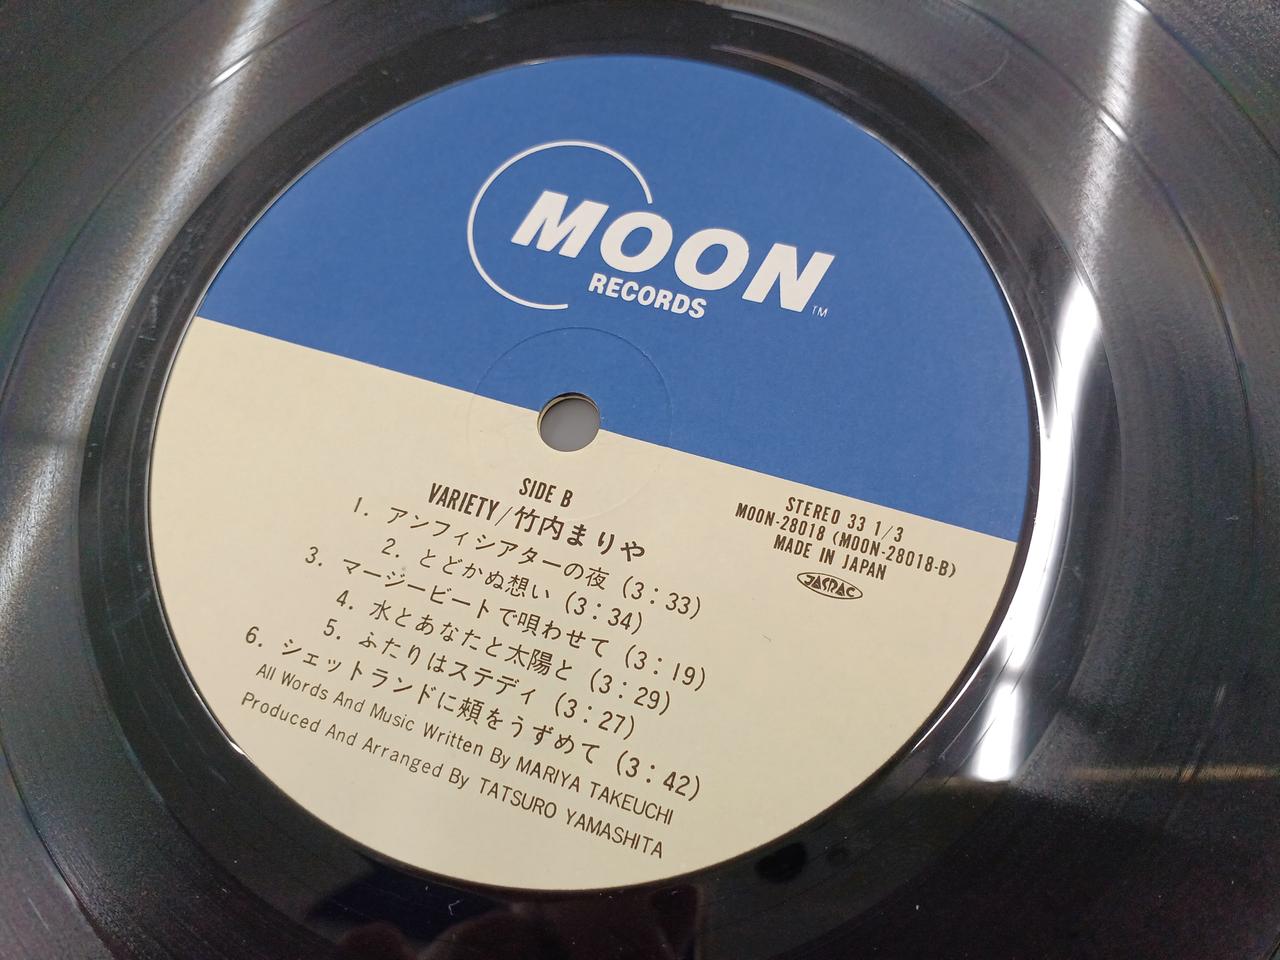 MOON
RECORDS
TM
SIDE B
VARIETY/竹内まりや
1. アンフィシアターの夜 (3:33)
2. とどかぬ想い (3:34)
3. マージービートで唄わせて (3:19)
4. 水とあなたと太陽と (3:29)
5. ふたりはステディ (3:27)
6. シェットランドに頰をうずめて (3:42)
All Words And Music Written By MARIYA TAKEUCHI
Produced And Arranged By TATSURO YAMASHITA
STEREO 33 1/3
MOON-28018 (MOON-28018-B)
MADE IN JAPAN
JASRAC